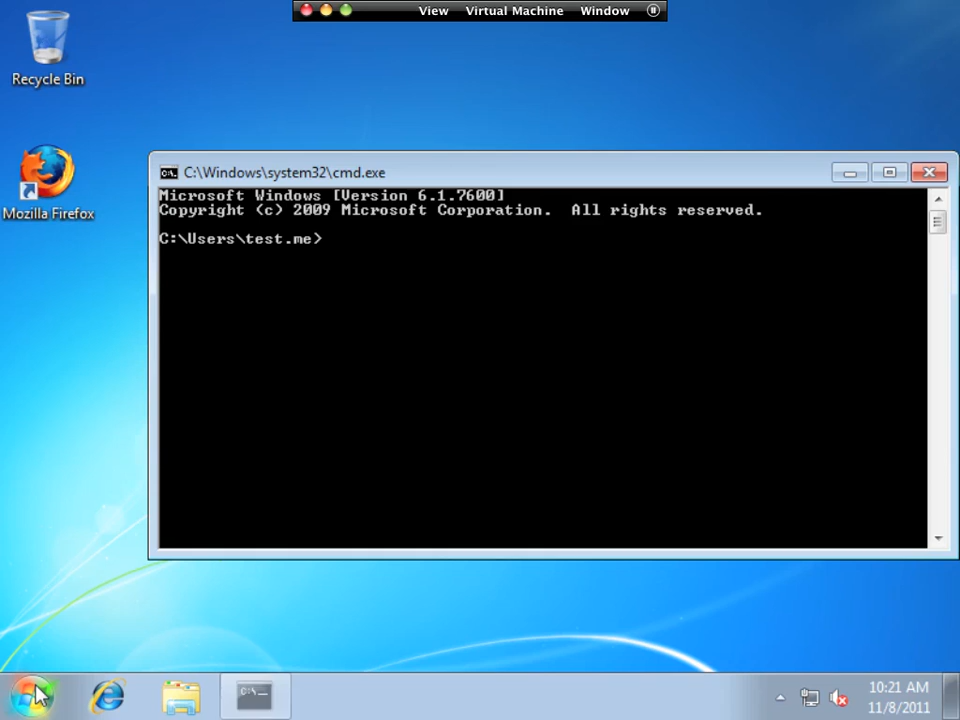 View Virtual Machine Window
Recycle Bin
Mozilla Firefox
C:\Windows\system32\cmd.exe
Microsoft Windows [Version 6.1.7600]
Copyright (c) 2009 Microsoft Corporation.  All rights reserved.
C:\Users\test.me>
10:21 AM
11/8/2011